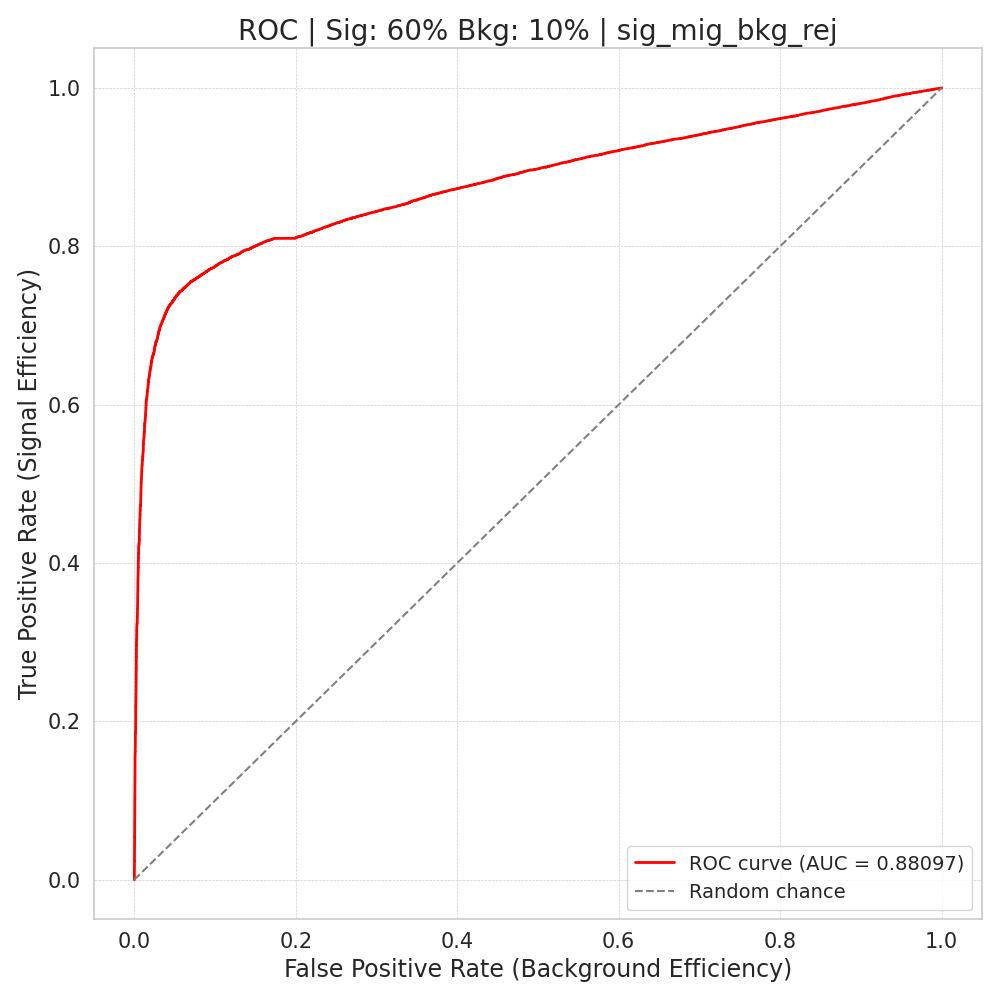 ROC | Sig: 60% Bkg: 10% | sig_mig_bkg_rej
True Positive Rate (Signal Efficiency)
1.0
0.8
0.6
0.4
0.2
0.0
0.0 0.2 0.4 0.6 0.8 1.0
False Positive Rate (Background Efficiency)
ROC curve (AUC = 0.88097)
Random chance